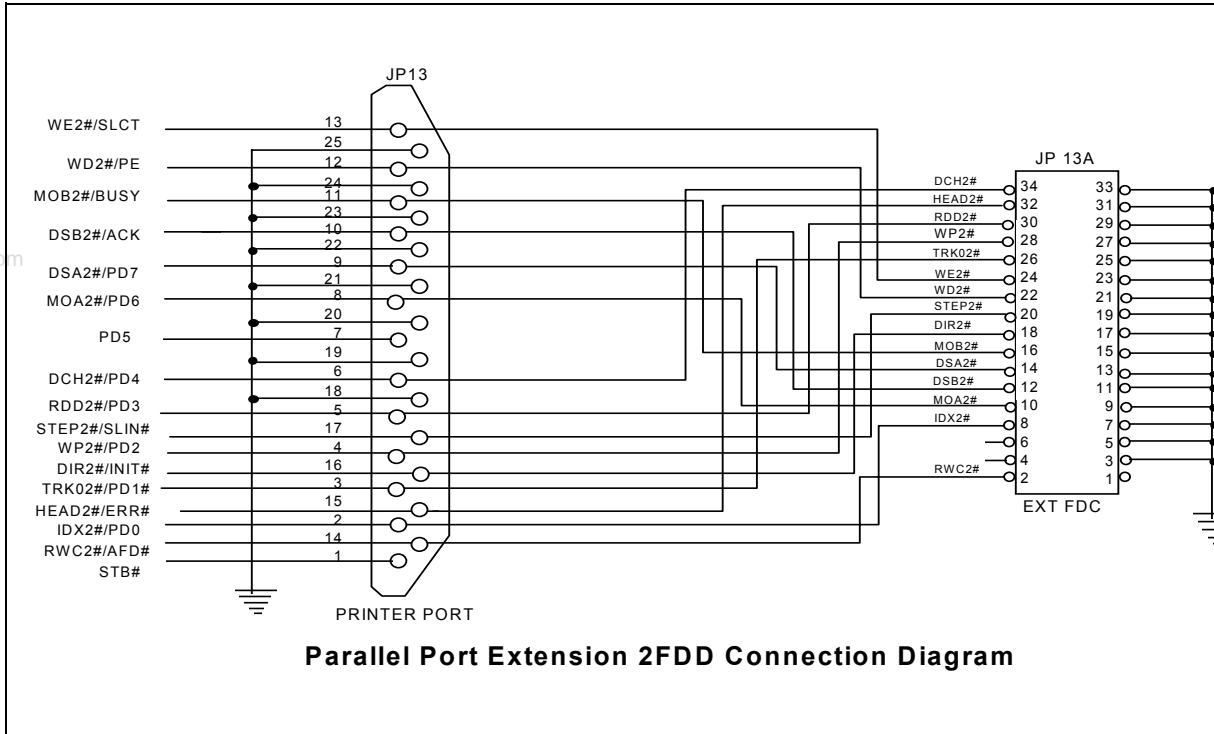 JP13
WE2#/SLCT
WD2#/PE
MOB2#/BUSY
DSB2#/ACK
DSA2#/PD7
MOA2#/PD6
PD5
DCH2#/PD4
RDD2#/PD3
STEP2#/SLIN#
WP2#/PD2
DIR2#/INIT#
TRK02#/PD1#
HEAD2#/ERR#
IDX2#/PD0
RWC2#/AFD#
STB#
13
25
12
24
11
23
10
22
9
21
8
20
7
19
6
18
5
17
4
16
3
15
2
14
1
PRINTER PORT
JP 13A
DCH2# 34 33
HEAD2# 32 31
RDD2# 30 29
WP2# 28 27
TRK02# 26 25
WE2# 24 23
WD2# 22 21
STEP2# 20 19
DIR2# 18 17
MOB2# 16 15
DSA2# 14 13
DSB2# 12 11
MOA2# 10 9
IDX2# 8 7
6 5
4 3
RWC2# 2 1
EXT FDC
om
Parallel Port Extension 2FDD Connection Diagram